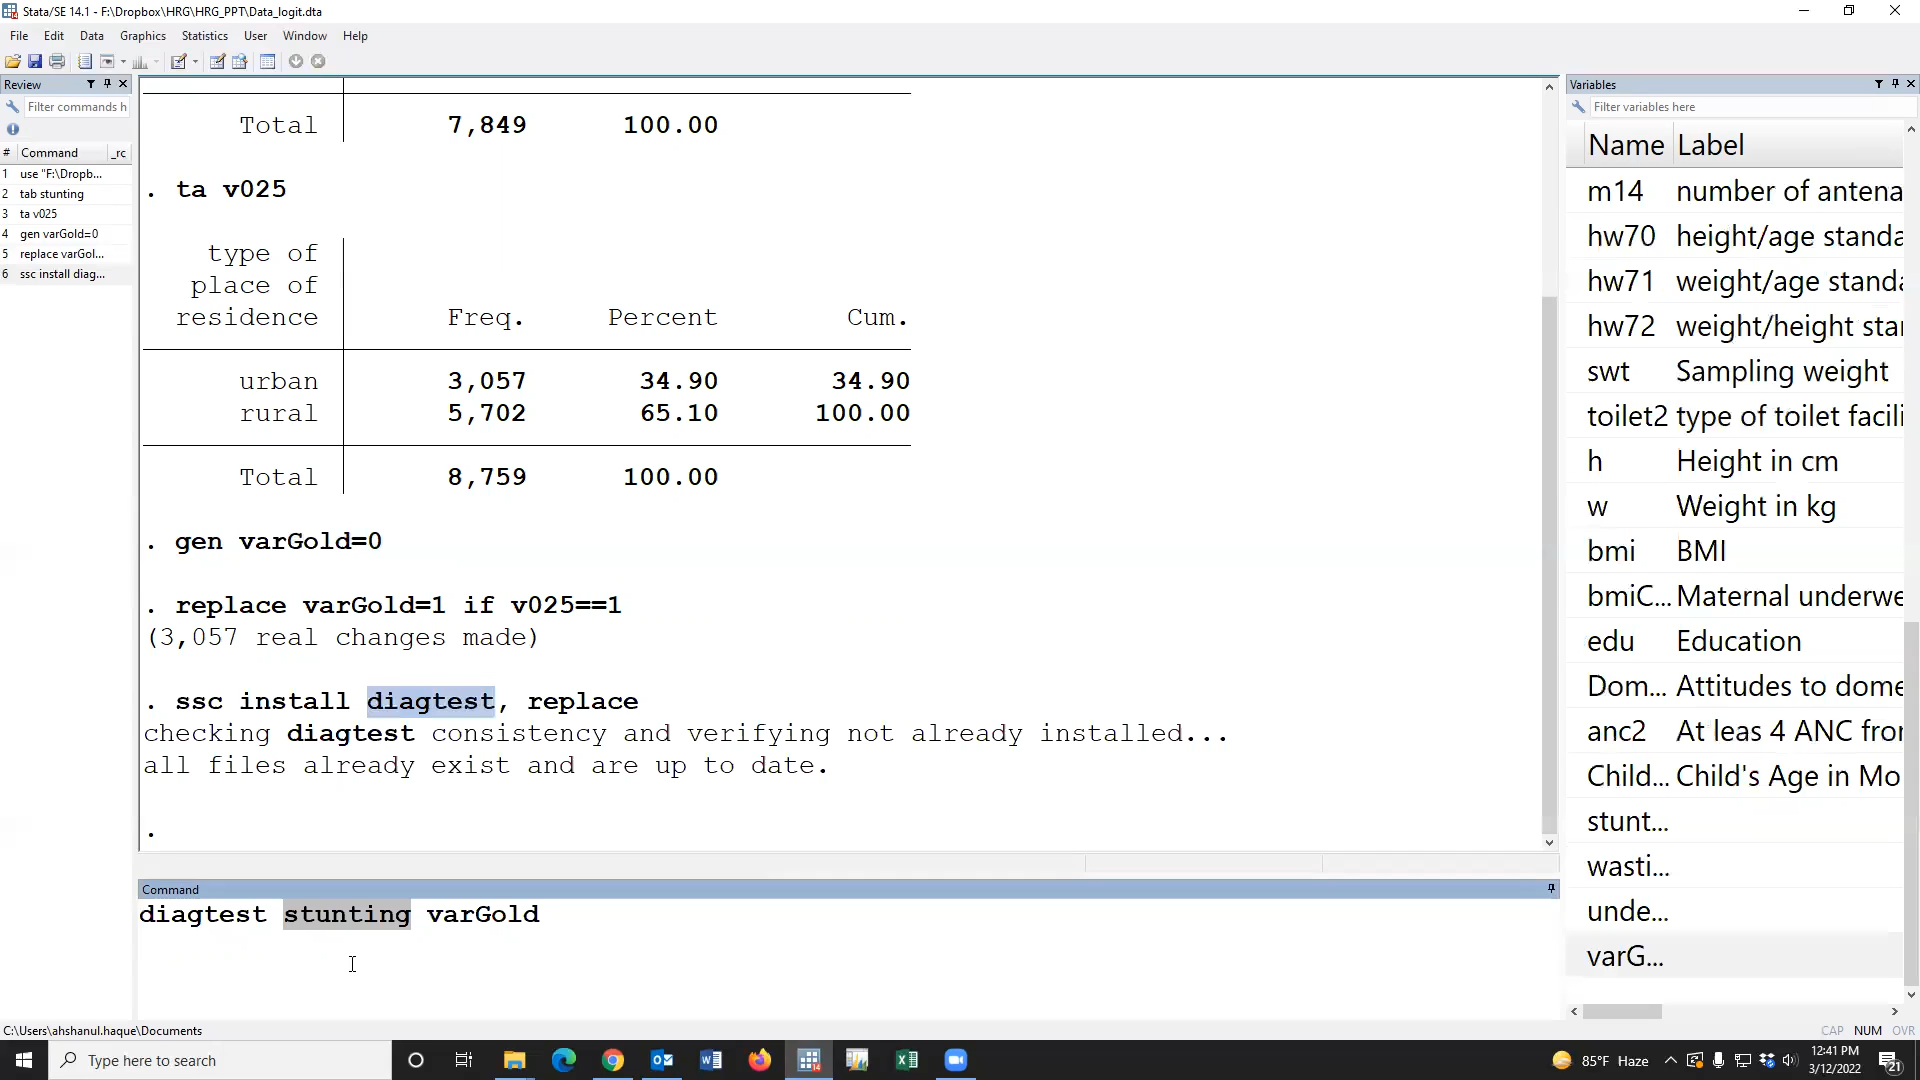 Stata/SE 14.1 - F:\Dropbox\HRG\HRG_PPT\Data_logit.dta
File Edit Data Graphics Statistics User Window Help
Review
Filter commands h
# Command _rc
1 use "F:\Dropb...
2 tab stunting
3 ta v025
4 gen varGold=0
5 replace varGol...
6 ssc install diag...
Total 7,849 100.00
. ta v025
type of
place of
residence Freq. Percent Cum.
urban 3,057 34.90 34.90
rural 5,702 65.10 100.00
Total 8,759 100.00
. gen varGold=0
. replace varGold=1 if v025==1
(3,057 real changes made)
. ssc install diagtest, replace
checking diagtest consistency and verifying not already installed...
all files already exist and are up to date.
.
Command
diagtest stunting varGold
Variables
Filter variables here
Name Label
m14 number of antena
hw70 height/age standa
hw71 weight/age standa
hw72 weight/height star
swt Sampling weight
toilet2 type of toilet facili
h Height in cm
w Weight in kg
bmi BMI
bmiC... Maternal underwe
edu Education
Dom... Attitudes to dome
anc2 At leas 4 ANC fror
Child... Child's Age in Mo
stunt...
wasti...
unde...
varG...
C:\Users\ahshanul.haque\Documents
CAP NUM OVR
Type here to search
85°F Haze
12:41 PM
3/12/2022
21